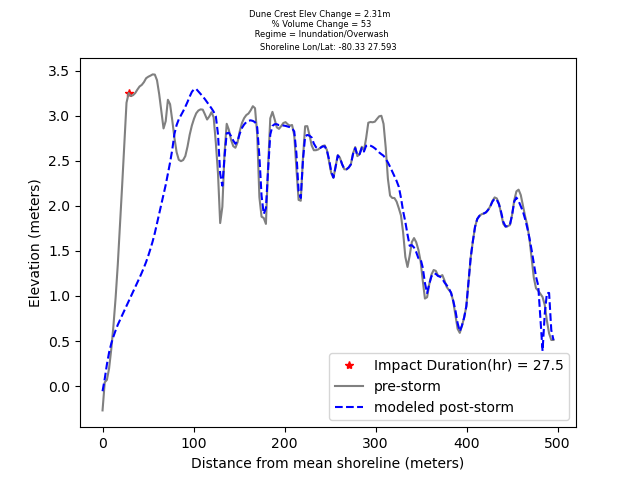 Dune Crest Elev Change = 2.31m
% Volume Change = 53
Regime = Inundation/Overwash
Shoreline Lon/Lat: -80.33 27.593
3.5
3.0
2.5
2.0
1.5
1.0
0.5
0.0
Elevation (meters)
Impact Duration(hr) = 27.5
pre-storm
modeled post-storm
0 100 200 300 400 500
Distance from mean shoreline (meters)